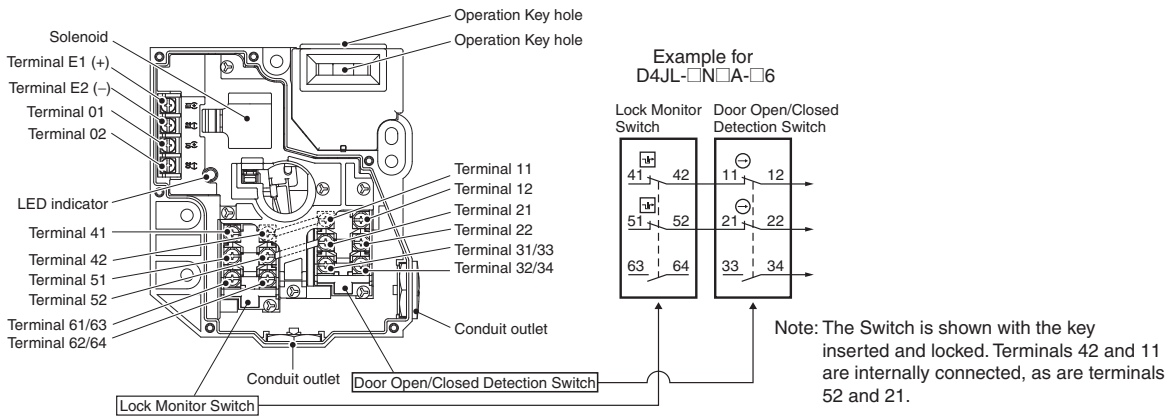 Operation Key hole
Operation Key hole
Solenoid
Terminal E1 (+)
Terminal E2 (−)
Terminal 01
Terminal 02
LED indicator
Terminal 41
Terminal 42
Terminal 51
Terminal 52
Terminal 61/63
Terminal 62/64
Terminal 11
Terminal 12
Terminal 21
Terminal 22
Terminal 31/33
Terminal 32/34
Conduit outlet
Conduit outlet
Door Open/Closed Detection Switch
Lock Monitor Switch
Example for
D4JL-□N□A-□6
Lock Monitor
Switch
Door Open/Closed
Detection Switch
41 42 11 12
51 52 21 22
63 64 33 34
Note: The Switch is shown with the key
inserted and locked. Terminals 42 and 11
are internally connected, as are terminals
52 and 21.